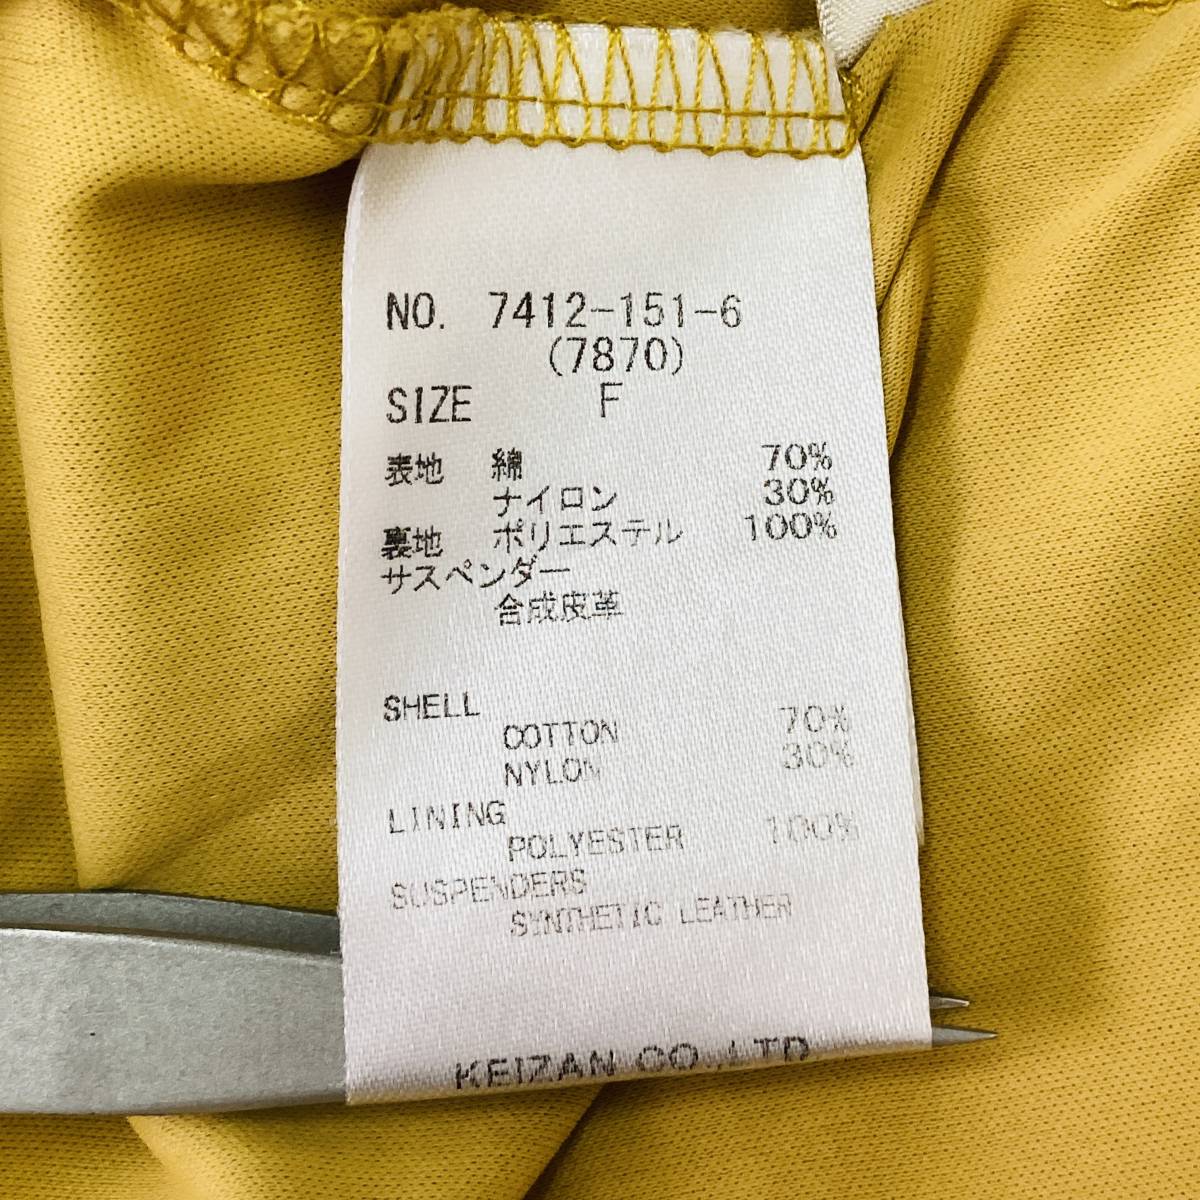 NO. 7412-151-6
(7870)
SIZE F
表地 綿 70%
ナイロン 30%
裏地 ポリエステル 100%
サスペンダー
合成皮革
SHELL
COTTON 70%
NYLON 30%
LINING
POLYESTER 100%
SUSPENDERS
SYNTHETIC LEATHER
KEIZAN CO.,LTD